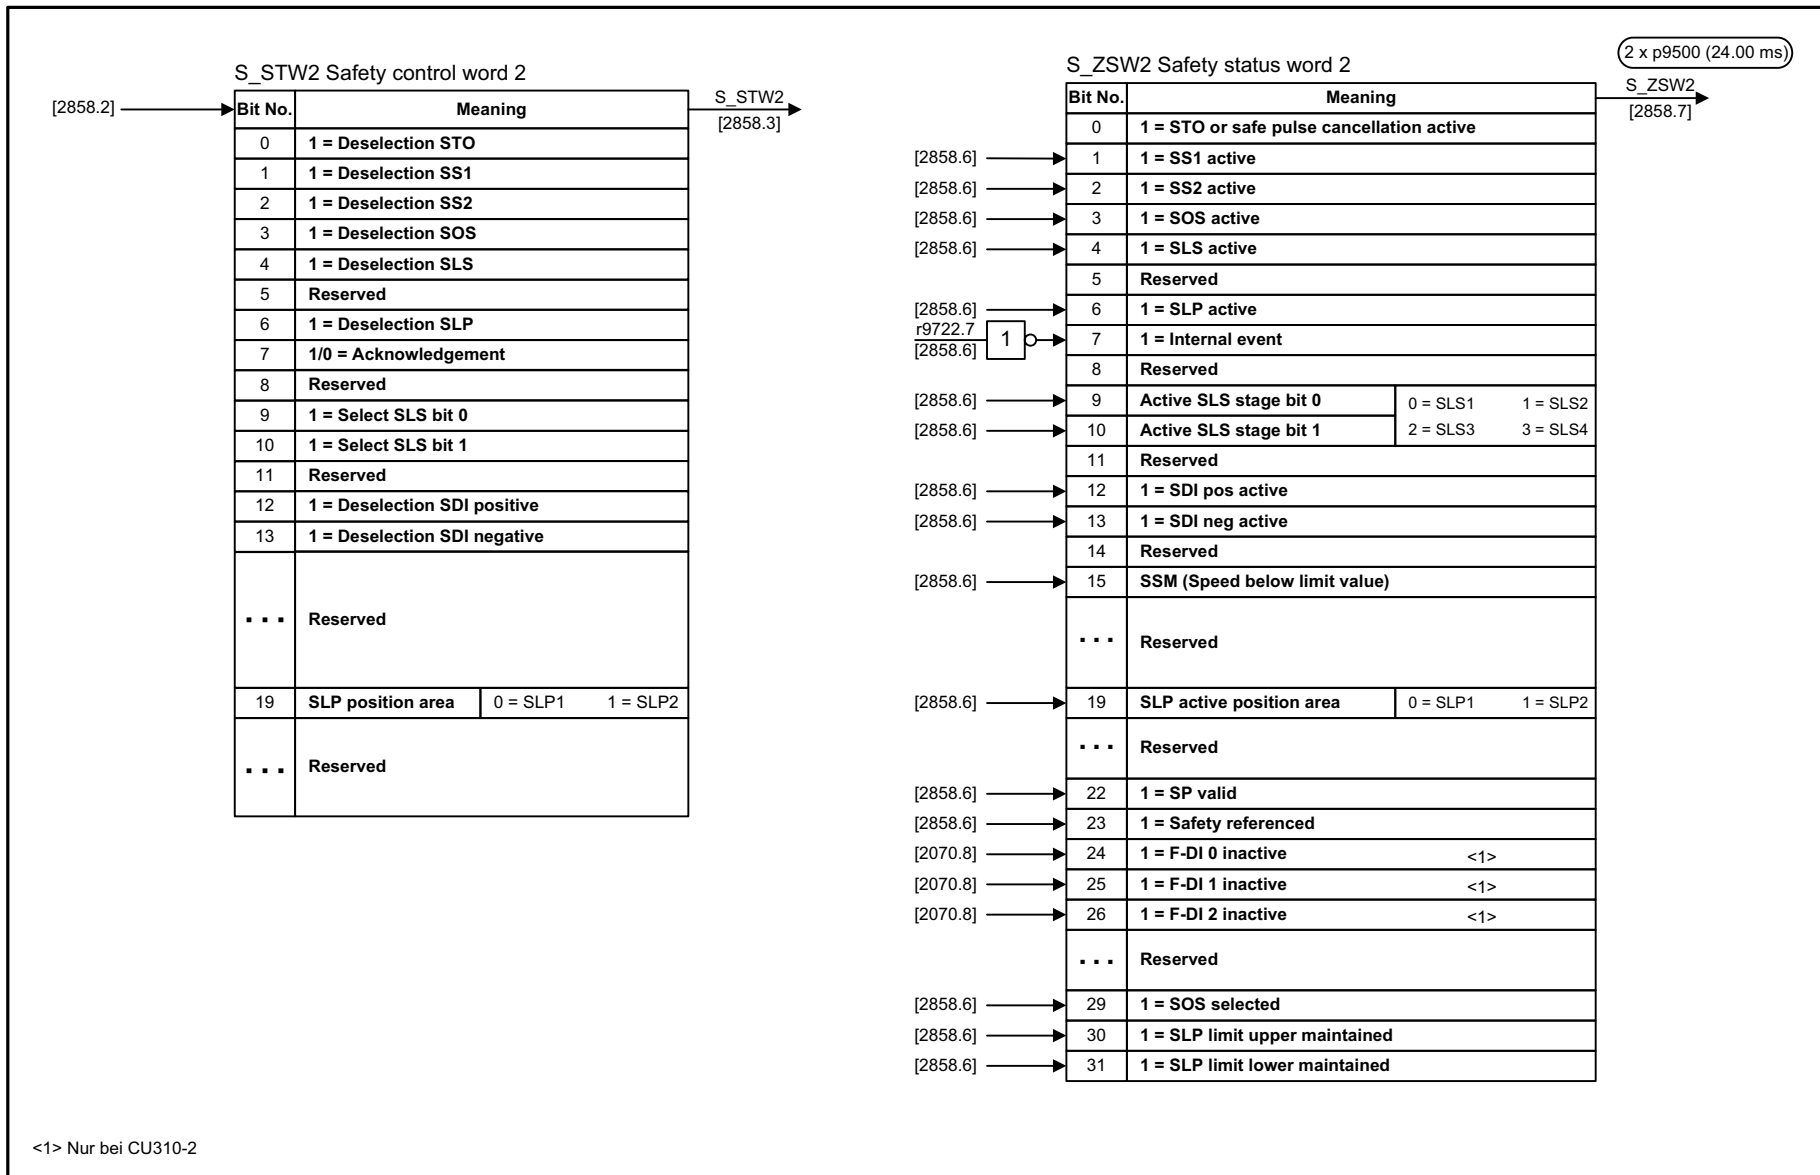 2 x p9500 (24.00 ms)
S_STW2 Safety control word 2
[2858.2]
Bit No. Meaning
S_STW2
[2858.3]
0 1 = Deselection STO
1 1 = Deselection SS1
2 1 = Deselection SS2
3 1 = Deselection SOS
4 1 = Deselection SLS
5 Reserved
6 1 = Deselection SLP
7 1/0 = Acknowledgement
8 Reserved
9 1 = Select SLS bit 0
10 1 = Select SLS bit 1
11 Reserved
12 1 = Deselection SDI positive
13 1 = Deselection SDI negative
... Reserved
19 SLP position area 0 = SLP1 1 = SLP2
... Reserved
S_ZSW2 Safety status word 2
Bit No. Meaning
S_ZSW2
[2858.7]
0 1 = STO or safe pulse cancellation active
[2858.6] 1 1 = SS1 active
[2858.6] 2 1 = SS2 active
[2858.6] 3 1 = SOS active
[2858.6] 4 1 = SLS active
5 Reserved
[2858.6] 6 1 = SLP active
r9722.7
[2858.6] 1 7 1 = Internal event
8 Reserved
[2858.6] 9 Active SLS stage bit 0 0 = SLS1 1 = SLS2
[2858.6] 10 Active SLS stage bit 1 2 = SLS3 3 = SLS4
11 Reserved
[2858.6] 12 1 = SDI pos active
[2858.6] 13 1 = SDI neg active
14 Reserved
[2858.6] 15 SSM (Speed below limit value)
... Reserved
[2858.6] 19 SLP active position area 0 = SLP1 1 = SLP2
... Reserved
[2858.6] 22 1 = SP valid
[2858.6] 23 1 = Safety referenced
[2070.8] 24 1 = F-DI 0 inactive <1>
[2070.8] 25 1 = F-DI 1 inactive <1>
[2070.8] 26 1 = F-DI 2 inactive <1>
... Reserved
[2858.6] 29 1 = SOS selected
[2858.6] 30 1 = SLP limit upper maintained
[2858.6] 31 1 = SLP limit lower maintained
<1> Nur bei CU310-2